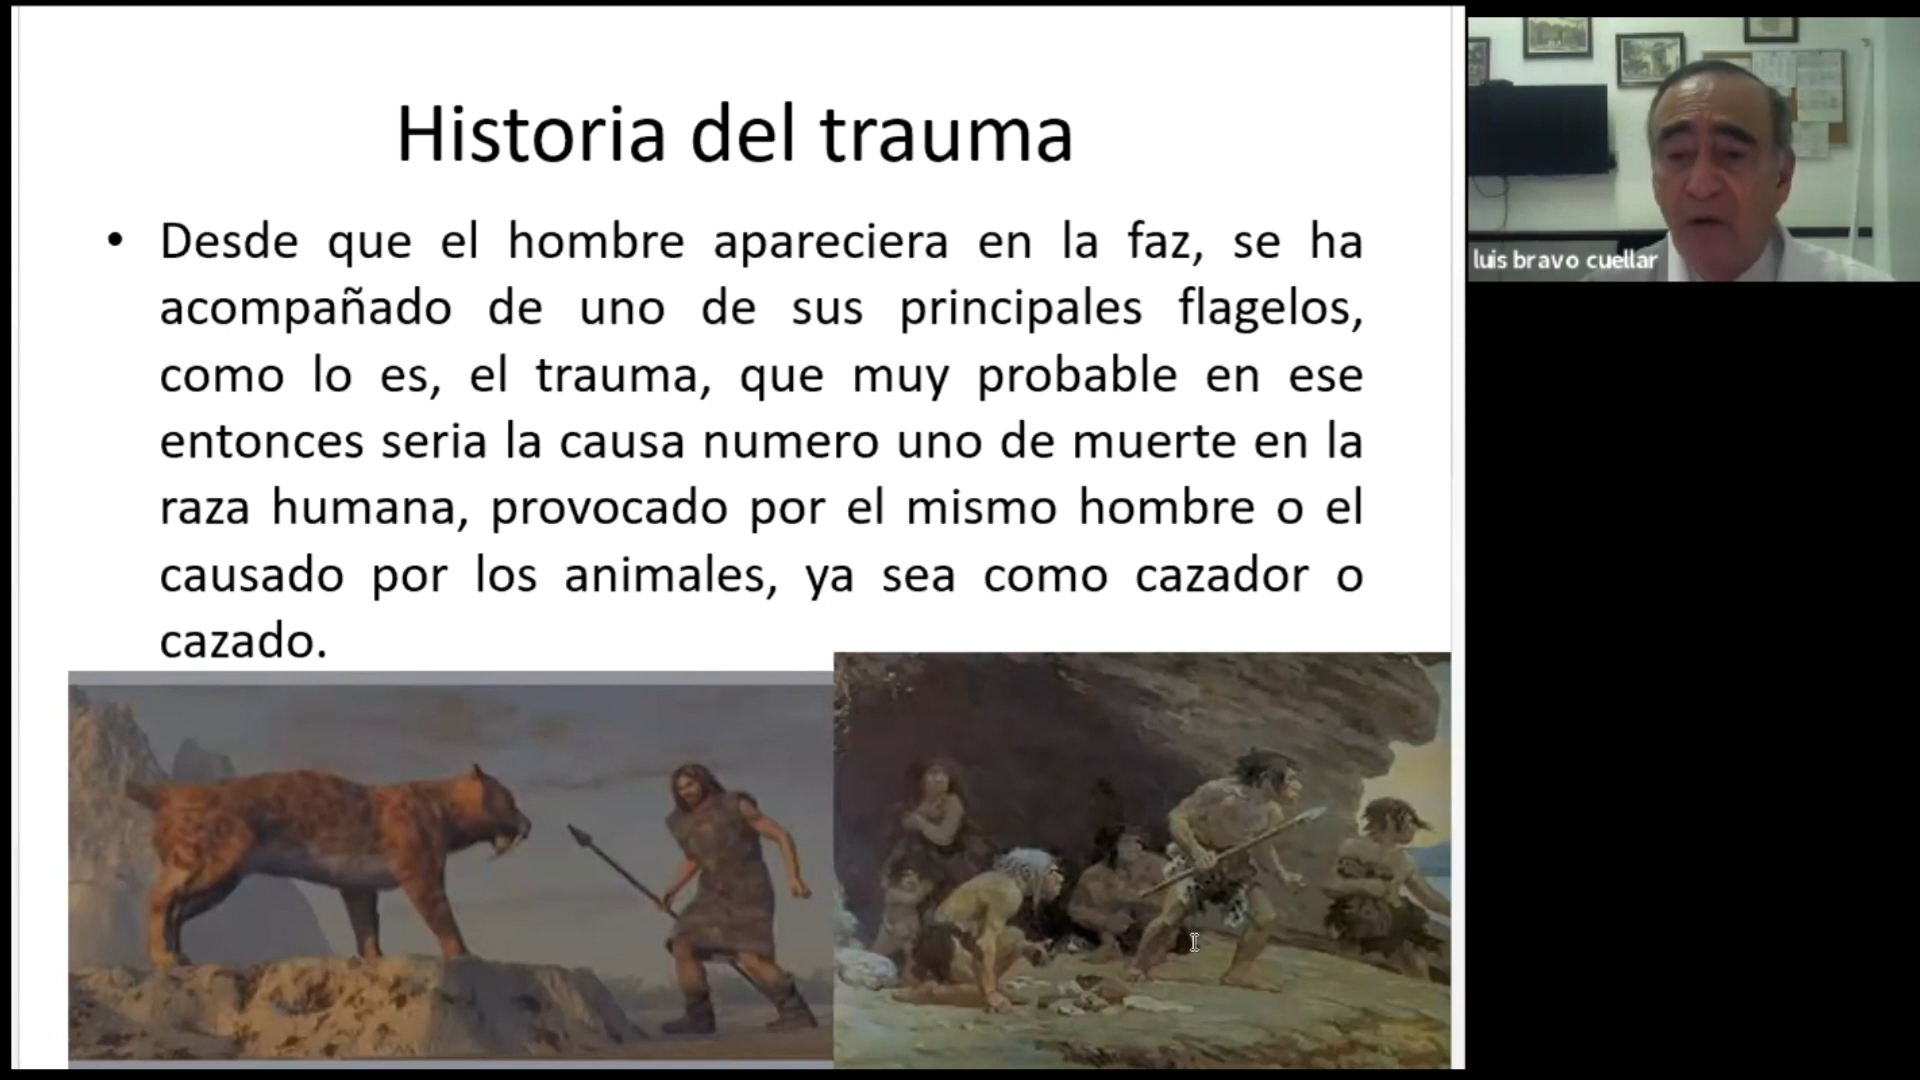 Historia del trauma
• Desde que el hombre apareciera en la faz, se ha
acompañado de uno de sus principales flagelos,
como lo es, el trauma, que muy probable en ese
entonces seria la causa numero uno de muerte en la
raza humana, provocado por el mismo hombre o el
causado por los animales, ya sea como cazador o
cazado.
luis bravo cuellar